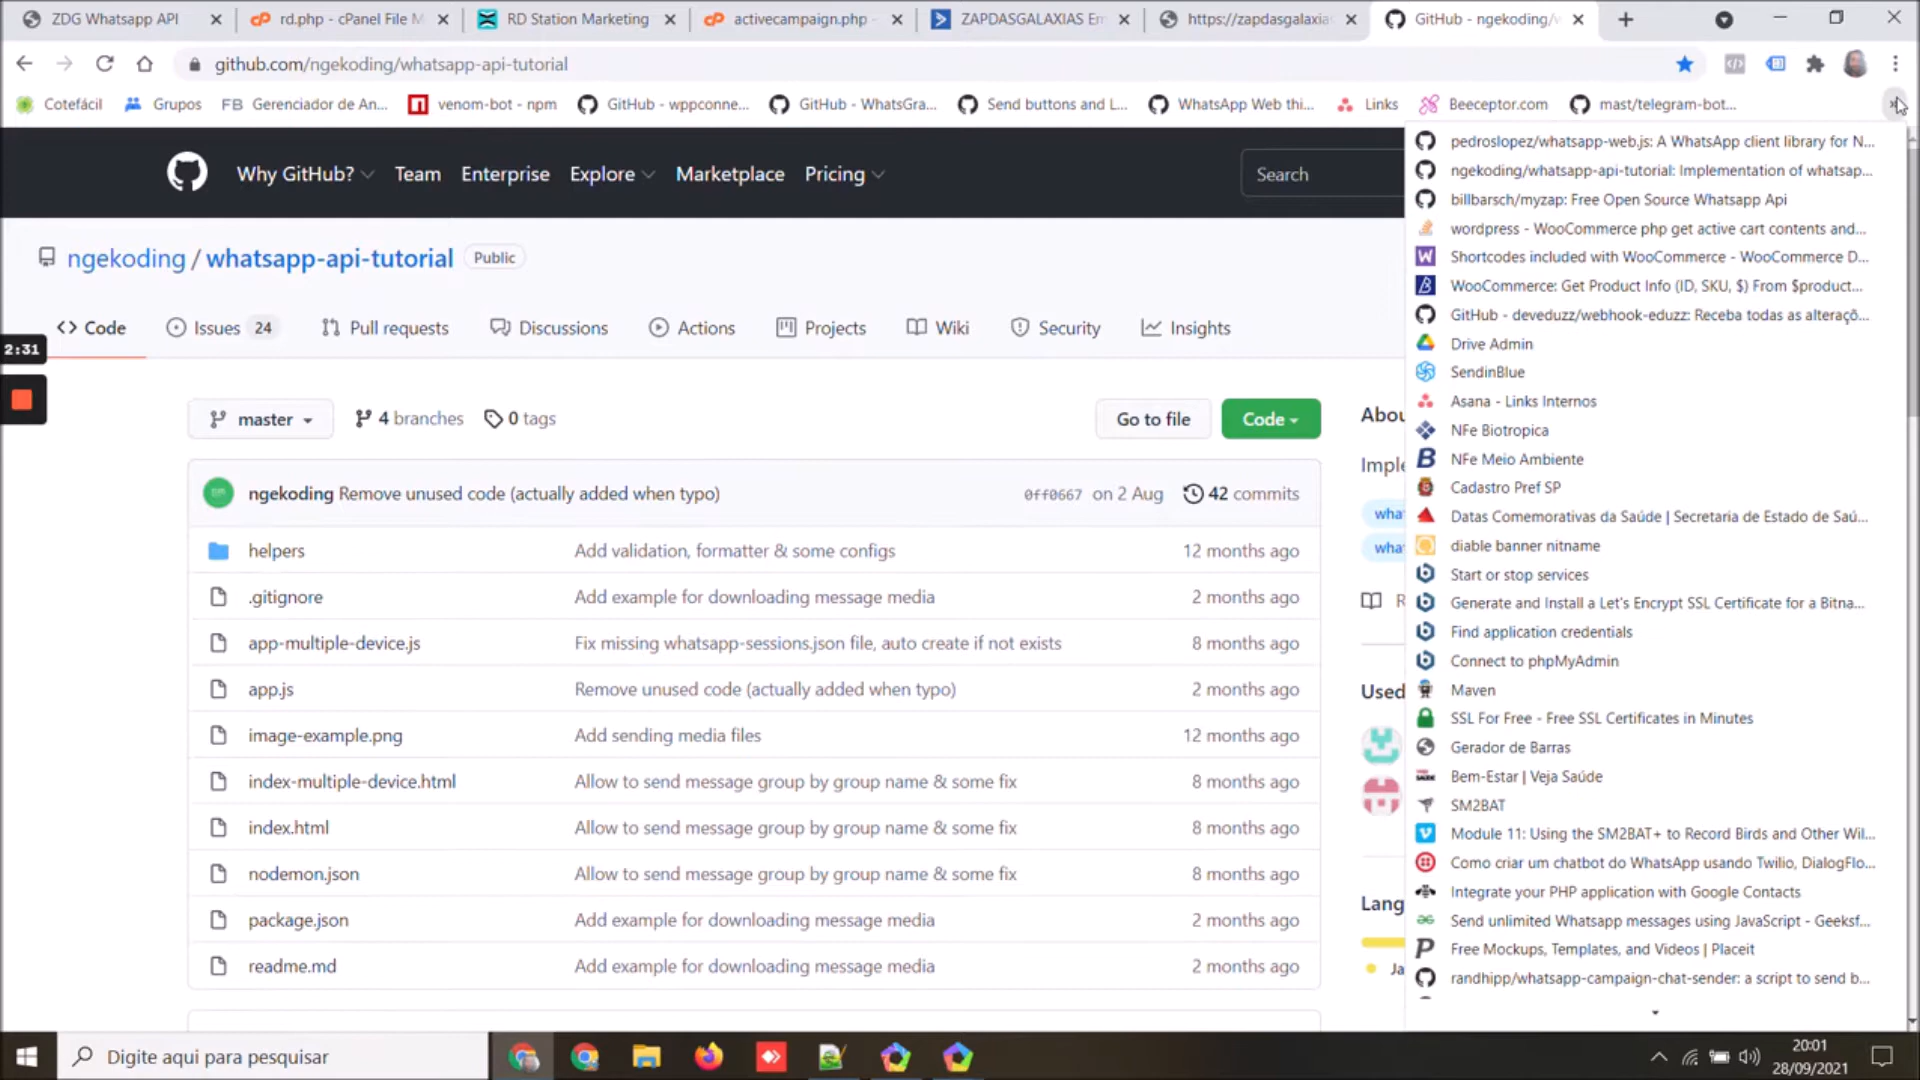 ZDG Whatsapp API
rd.php - cPanel File M
RD Station Marketing
activecampaign.php -
ZAPDASGALAXIAS Em
https://zapdasgalaxia
GitHub - ngekoding/
github.com/ngekoding/whatsapp-api-tutorial
Cotefácil
Grupos
FB Gerenciador de An...
venom-bot - npm
GitHub - wppconne...
GitHub - WhatsGra...
Send buttons and L...
WhatsApp Web thi...
Links
Beeceptor.com
mast/telegram-bot...
Why GitHub?
Team
Enterprise
Explore
Marketplace
Pricing
Search
ngekoding / whatsapp-api-tutorial
Public
Code
Issues 24
Pull requests
Discussions
Actions
Projects
Wiki
Security
Insights
2:31
master
4 branches
0 tags
Go to file
Code
ngekoding Remove unused code (actually added when typo)
0ff0667 on 2 Aug
42 commits
helpers Add validation, formatter & some configs 12 months ago
.gitignore Add example for downloading message media 2 months ago
app-multiple-device.js Fix missing whatsapp-sessions.json file, auto create if not exists 8 months ago
app.js Remove unused code (actually added when typo) 2 months ago
image-example.png Add sending media files 12 months ago
index-multiple-device.html Allow to send message group by group name & some fix 8 months ago
index.html Allow to send message group by group name & some fix 8 months ago
nodemon.json Allow to send message group by group name & some fix 8 months ago
package.json Add example for downloading message media 2 months ago
readme.md Add example for downloading message media 2 months ago
Abou
Imple
what
what
R
Used
Lang
Ja
pedroslopez/whatsapp-web.js: A WhatsApp client library for N...
ngekoding/whatsapp-api-tutorial: Implementation of whatsap...
billbarsch/myzap: Free Open Source Whatsapp Api
wordpress - WooCommerce php get active cart contents and...
Shortcodes included with WooCommerce - WooCommerce D...
WooCommerce: Get Product Info (ID, SKU, $) From $product...
GitHub - deveduzz/webhook-eduzz: Receba todas as alteraçõ...
Drive Admin
SendinBlue
Asana - Links Internos
NFe Biotropica
NFe Meio Ambiente
Cadastro Pref SP
Datas Comemorativas da Saúde | Secretaria de Estado de Saú...
diable banner nitname
Start or stop services
Generate and Install a Let's Encrypt SSL Certificate for a Bitna...
Find application credentials
Connect to phpMyAdmin
Maven
SSL For Free - Free SSL Certificates in Minutes
Gerador de Barras
Bem-Estar | Veja Saúde
SM2BAT
Module 11: Using the SM2BAT+ to Record Birds and Other Wil...
Como criar um chatbot do WhatsApp usando Twilio, DialogFlo...
Integrate your PHP application with Google Contacts
Send unlimited Whatsapp messages using JavaScript - Geeksf...
Free Mockups, Templates, and Videos | Placeit
randhipp/whatsapp-campaign-chat-sender: a script to send b...
Digite aqui para pesquisar
20:01
28/09/2021